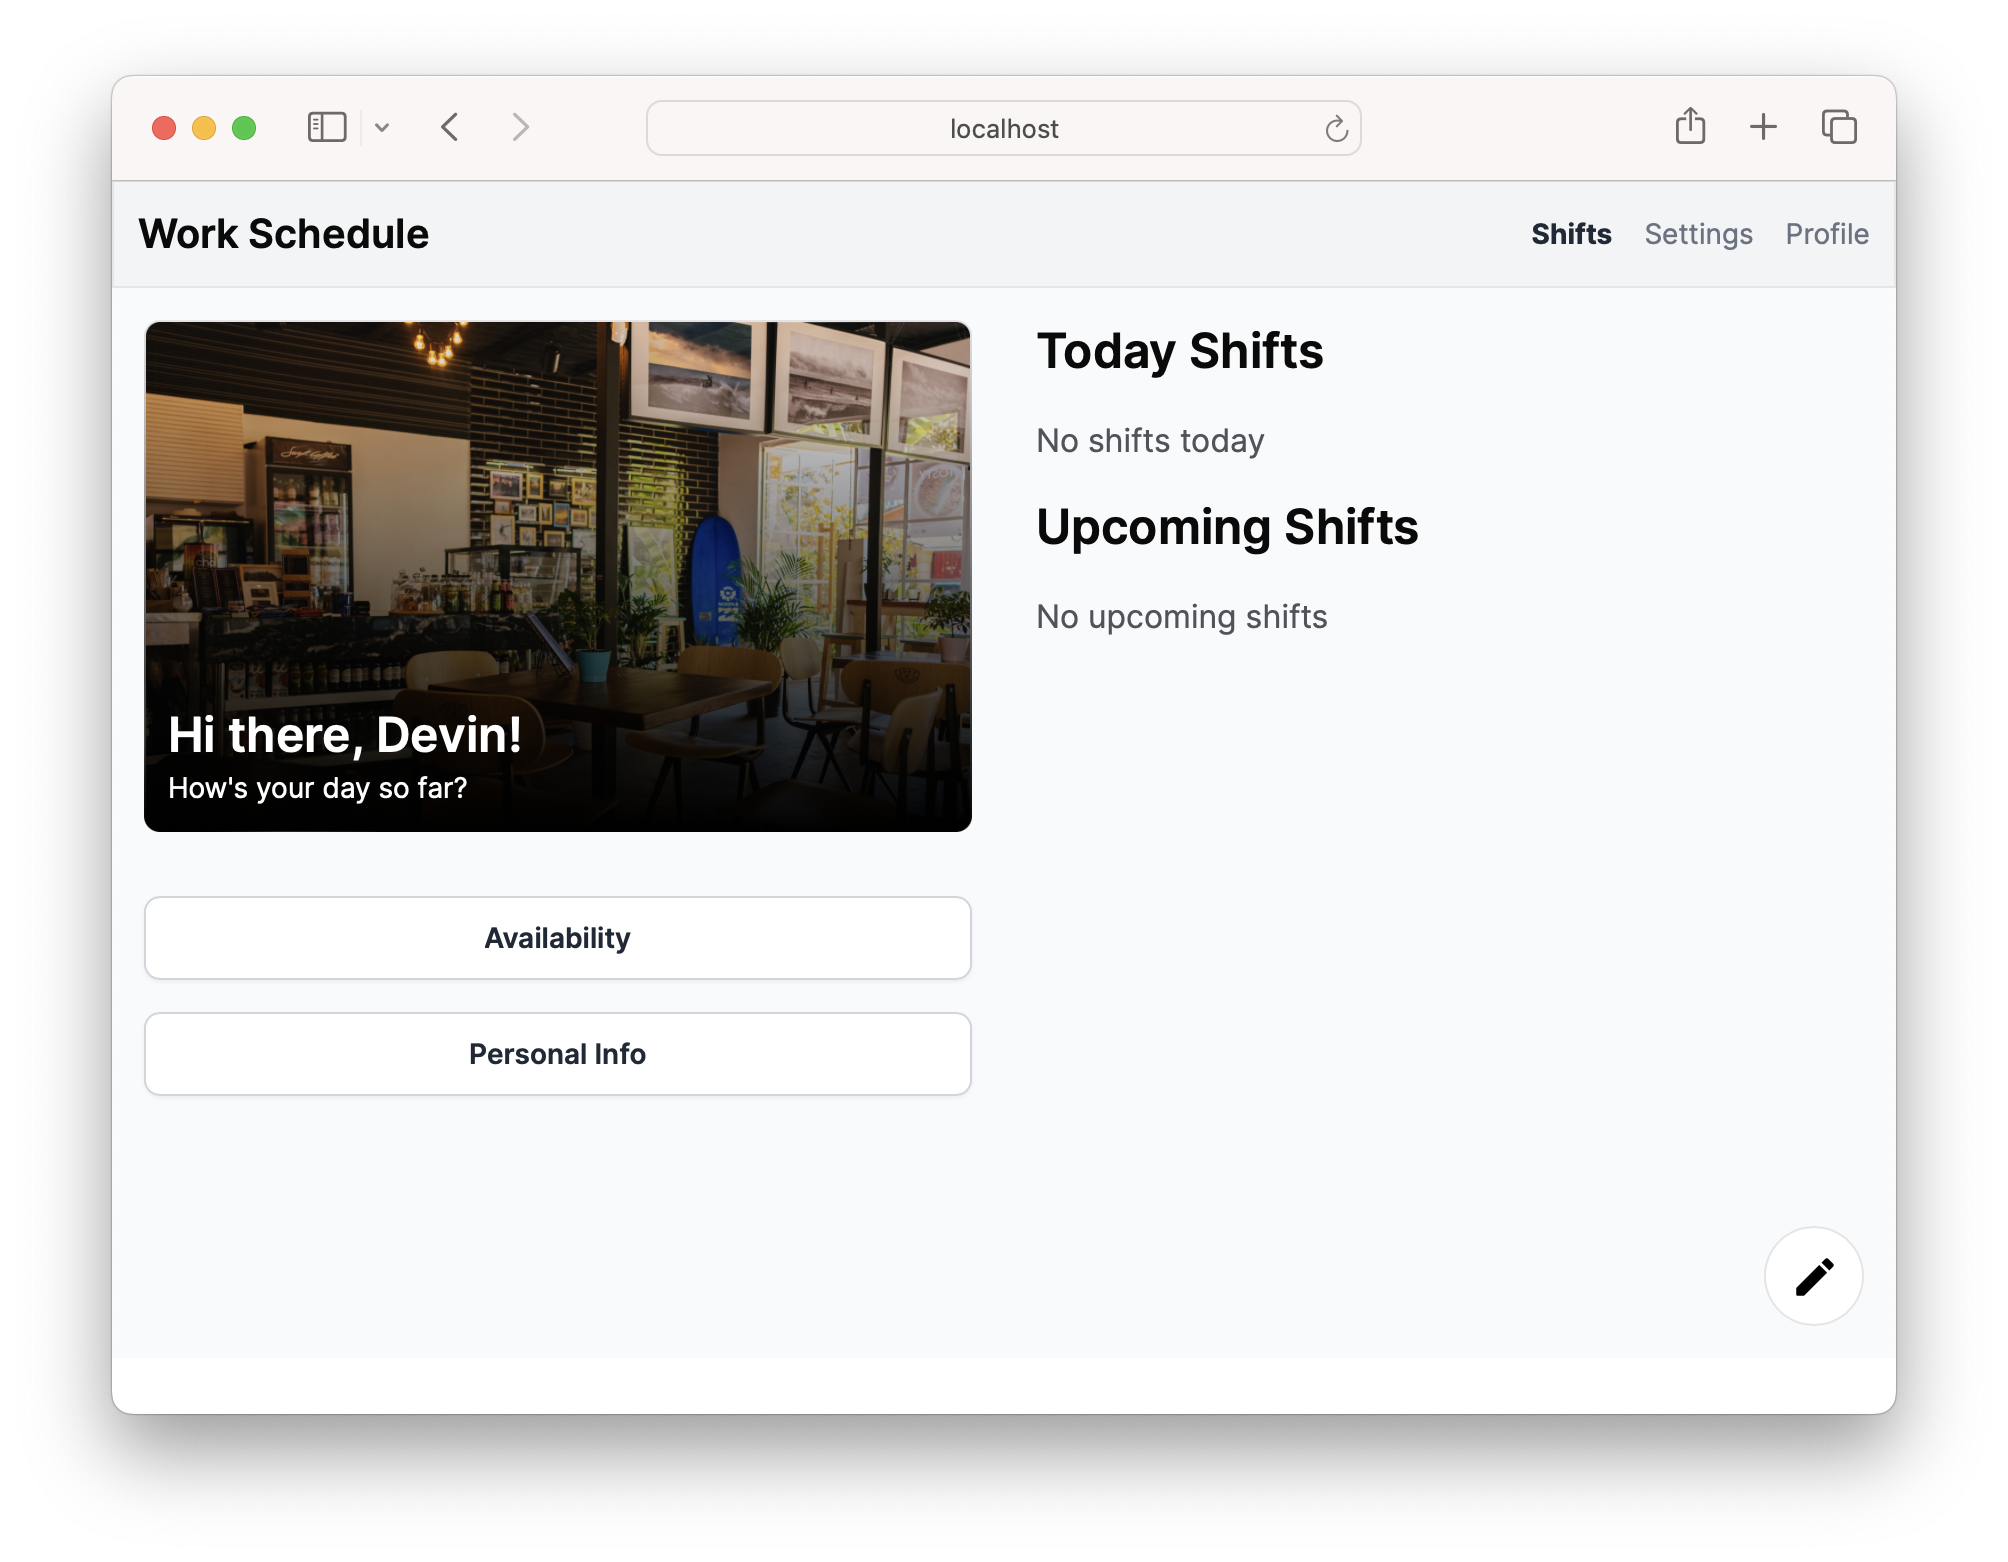 localhost
Work Schedule
Shifts Settings Profile
Hi there, Devin!
How's your day so far?
Availability
Personal Info
Today Shifts
No shifts today
Upcoming Shifts
No upcoming shifts